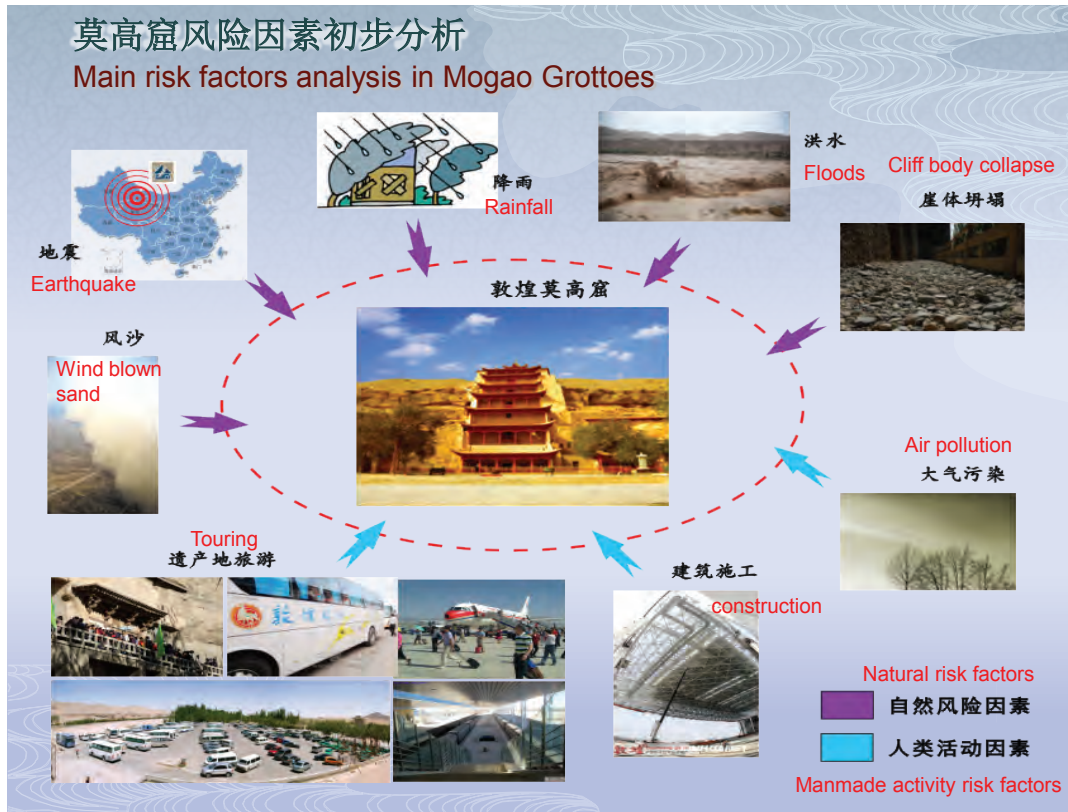 莫高窟风险因素初步分析
Main risk factors analysis in Mogao Grottoes
降雨
Rainfall
洪水
Floods
Cliff body collapse
崖体坍塌
地震
Earthquake
敦煌莫高窟
风沙
Wind blown
sand
Air pollution
大气污染
Touring
遗产地旅游
建筑施工
construction
Natural risk factors
自然风险因素
人类活动因素
Manmade activity risk factors